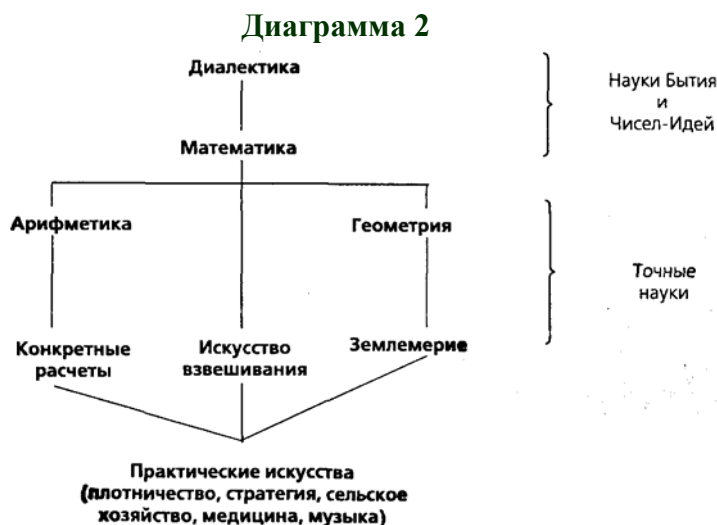 Диаграмма 2
Диалектика
Науки Бытия
и
Чисел-Идей
Математика
Арифметика
Геометрия
Точные
науки
Конкретные
расчеты
Искусство
взвешивания
Землемерие
Практические искусства
(плотничество, стратегия, сельское
хозяйство, медицина, музыка)